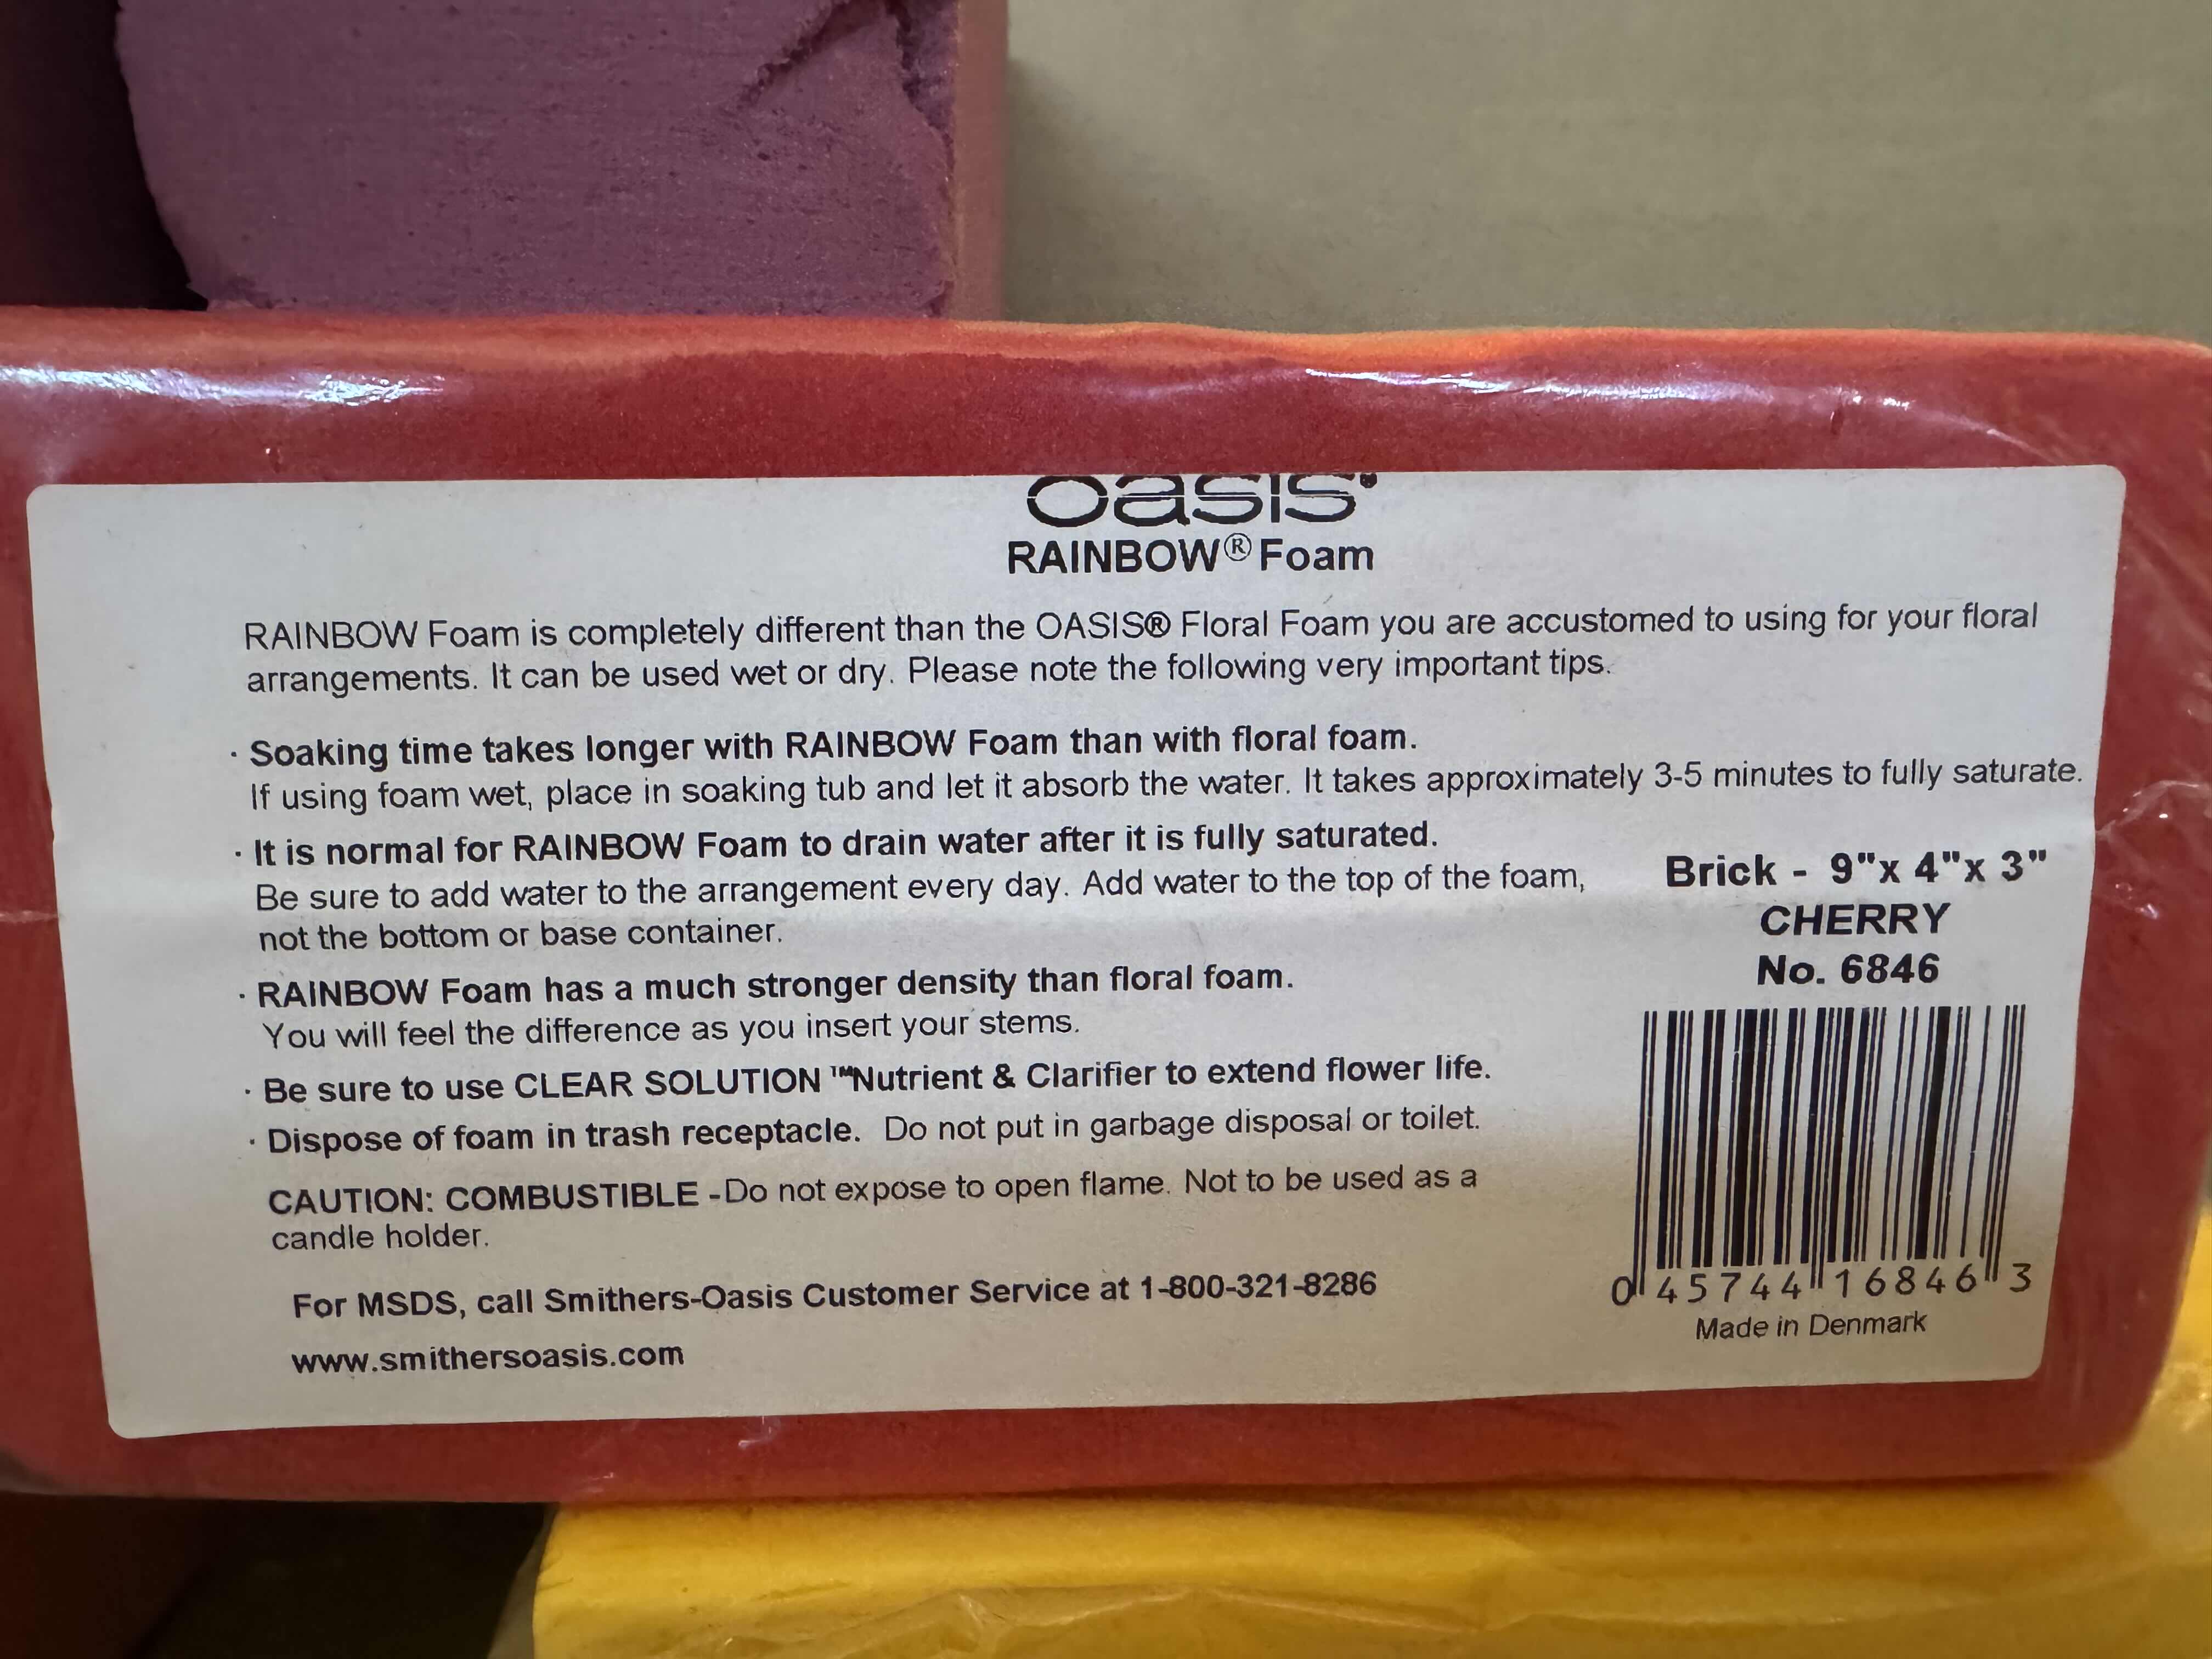 oasis®
RAINBOW® Foam
RAINBOW Foam is completely different than the OASIS® Floral Foam you are accustomed to using for your floral
arrangements. It can be used wet or dry. Please note the following very important tips.
· Soaking time takes longer with RAINBOW Foam than with floral foam.
If using foam wet, place in soaking tub and let it absorb the water. It takes approximately 3-5 minutes to fully saturate.
· It is normal for RAINBOW Foam to drain water after it is fully saturated.
Be sure to add water to the arrangement every day. Add water to the top of the foam,
not the bottom or base container.
· RAINBOW Foam has a much stronger density than floral foam.
You will feel the difference as you insert your stems.
· Be sure to use CLEAR SOLUTION ™Nutrient & Clarifier to extend flower life.
· Dispose of foam in trash receptacle. Do not put in garbage disposal or toilet.
CAUTION: COMBUSTIBLE -Do not expose to open flame. Not to be used as a
candle holder.
For MSDS, call Smithers-Oasis Customer Service at 1-800-321-8286
www.smithersoasis.com
Brick - 9"x 4"x 3"
CHERRY
No. 6846
0 45744 16846 3
Made in Denmark